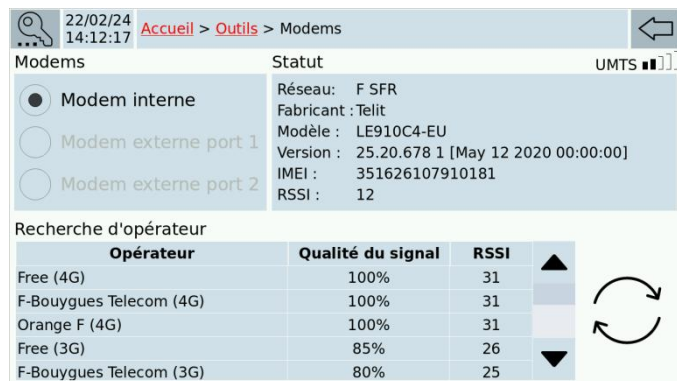 22/02/24
14:12:17
Accueil > Outils > Modems
Modems
Statut
UMTS
Modem interne
Modem externe port 1
Modem externe port 2
Réseau: F SFR
Fabricant : Telit
Modèle : LE910C4-EU
Version : 25.20.678 1 [May 12 2020 00:00:00]
IMEI : 351626107910181
RSSI : 12
Recherche d'opérateur
Opérateur Qualité du signal RSSI
Free (4G) 100% 31
F-Bouygues Telecom (4G) 100% 31
Orange F (4G) 100% 31
Free (3G) 85% 26
F-Bouygues Telecom (3G) 80% 25